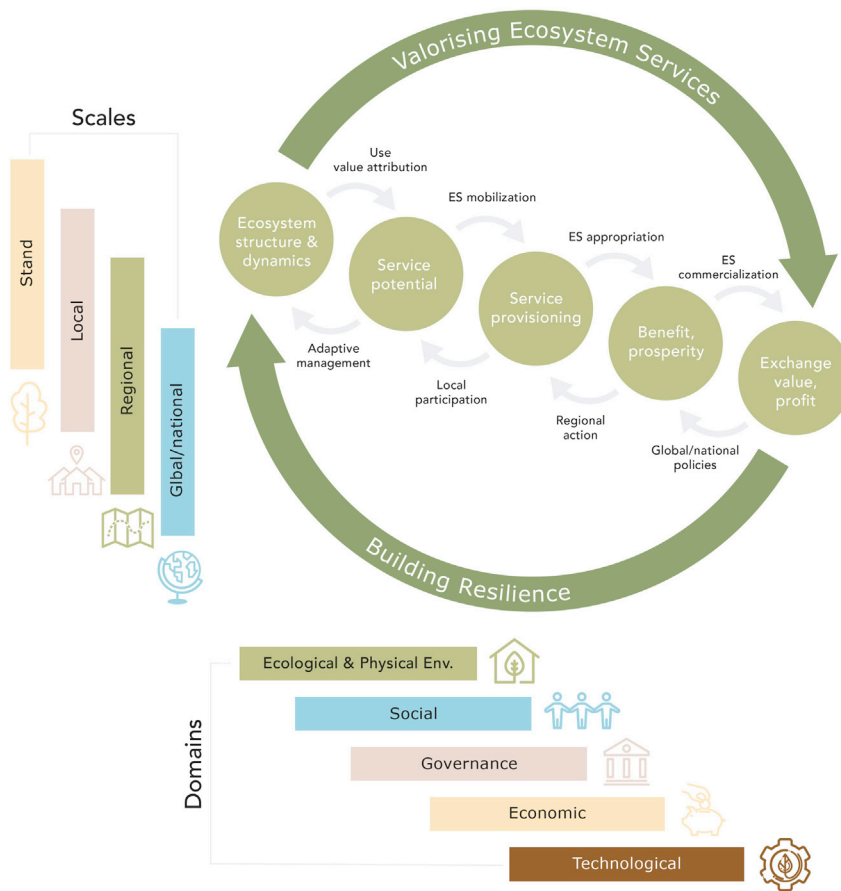 Valorising Ecosystem Services
Scales
Stand
Local
Regional
Glbal/national
Use
value attribution
ES mobilization
ES appropriation
ES
commercialization
Ecosystem
structure &
dynamics
Service
potential
Service
provisioning
Benefit,
prosperity
Exchange
value,
profit
Adaptive
management
Local
participation
Regional
action
Global/national
policies
Building Resilience
Domains
Ecological & Physical Env.
Social
Governance
Economic
Technological